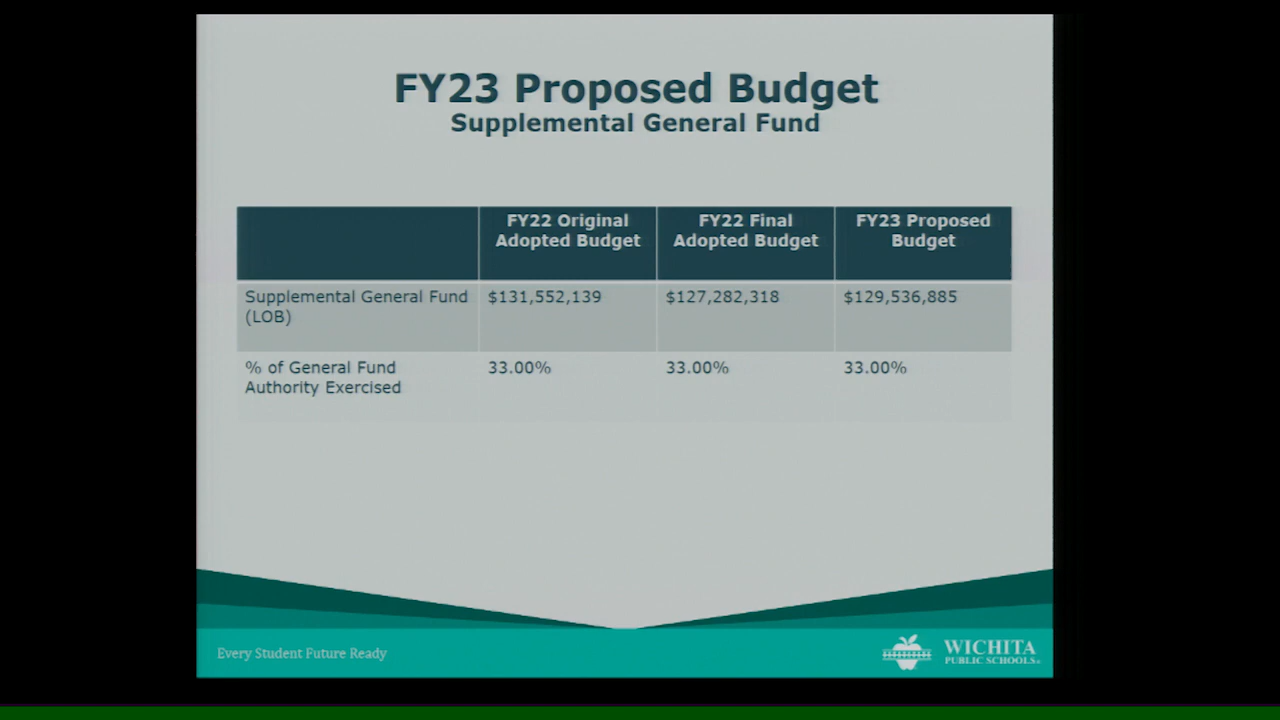 FY23 Proposed Budget
Supplemental General Fund
FY22 Original Adopted Budget
FY22 Final Adopted Budget
FY23 Proposed Budget
Supplemental General Fund (LOB)
$131,552,139
$127,282,318
$129,536,885
% of General Fund Authority Exercised
33.00%
33.00%
33.00%
Every Student Future Ready
WICHITA
PUBLIC SCHOOLS